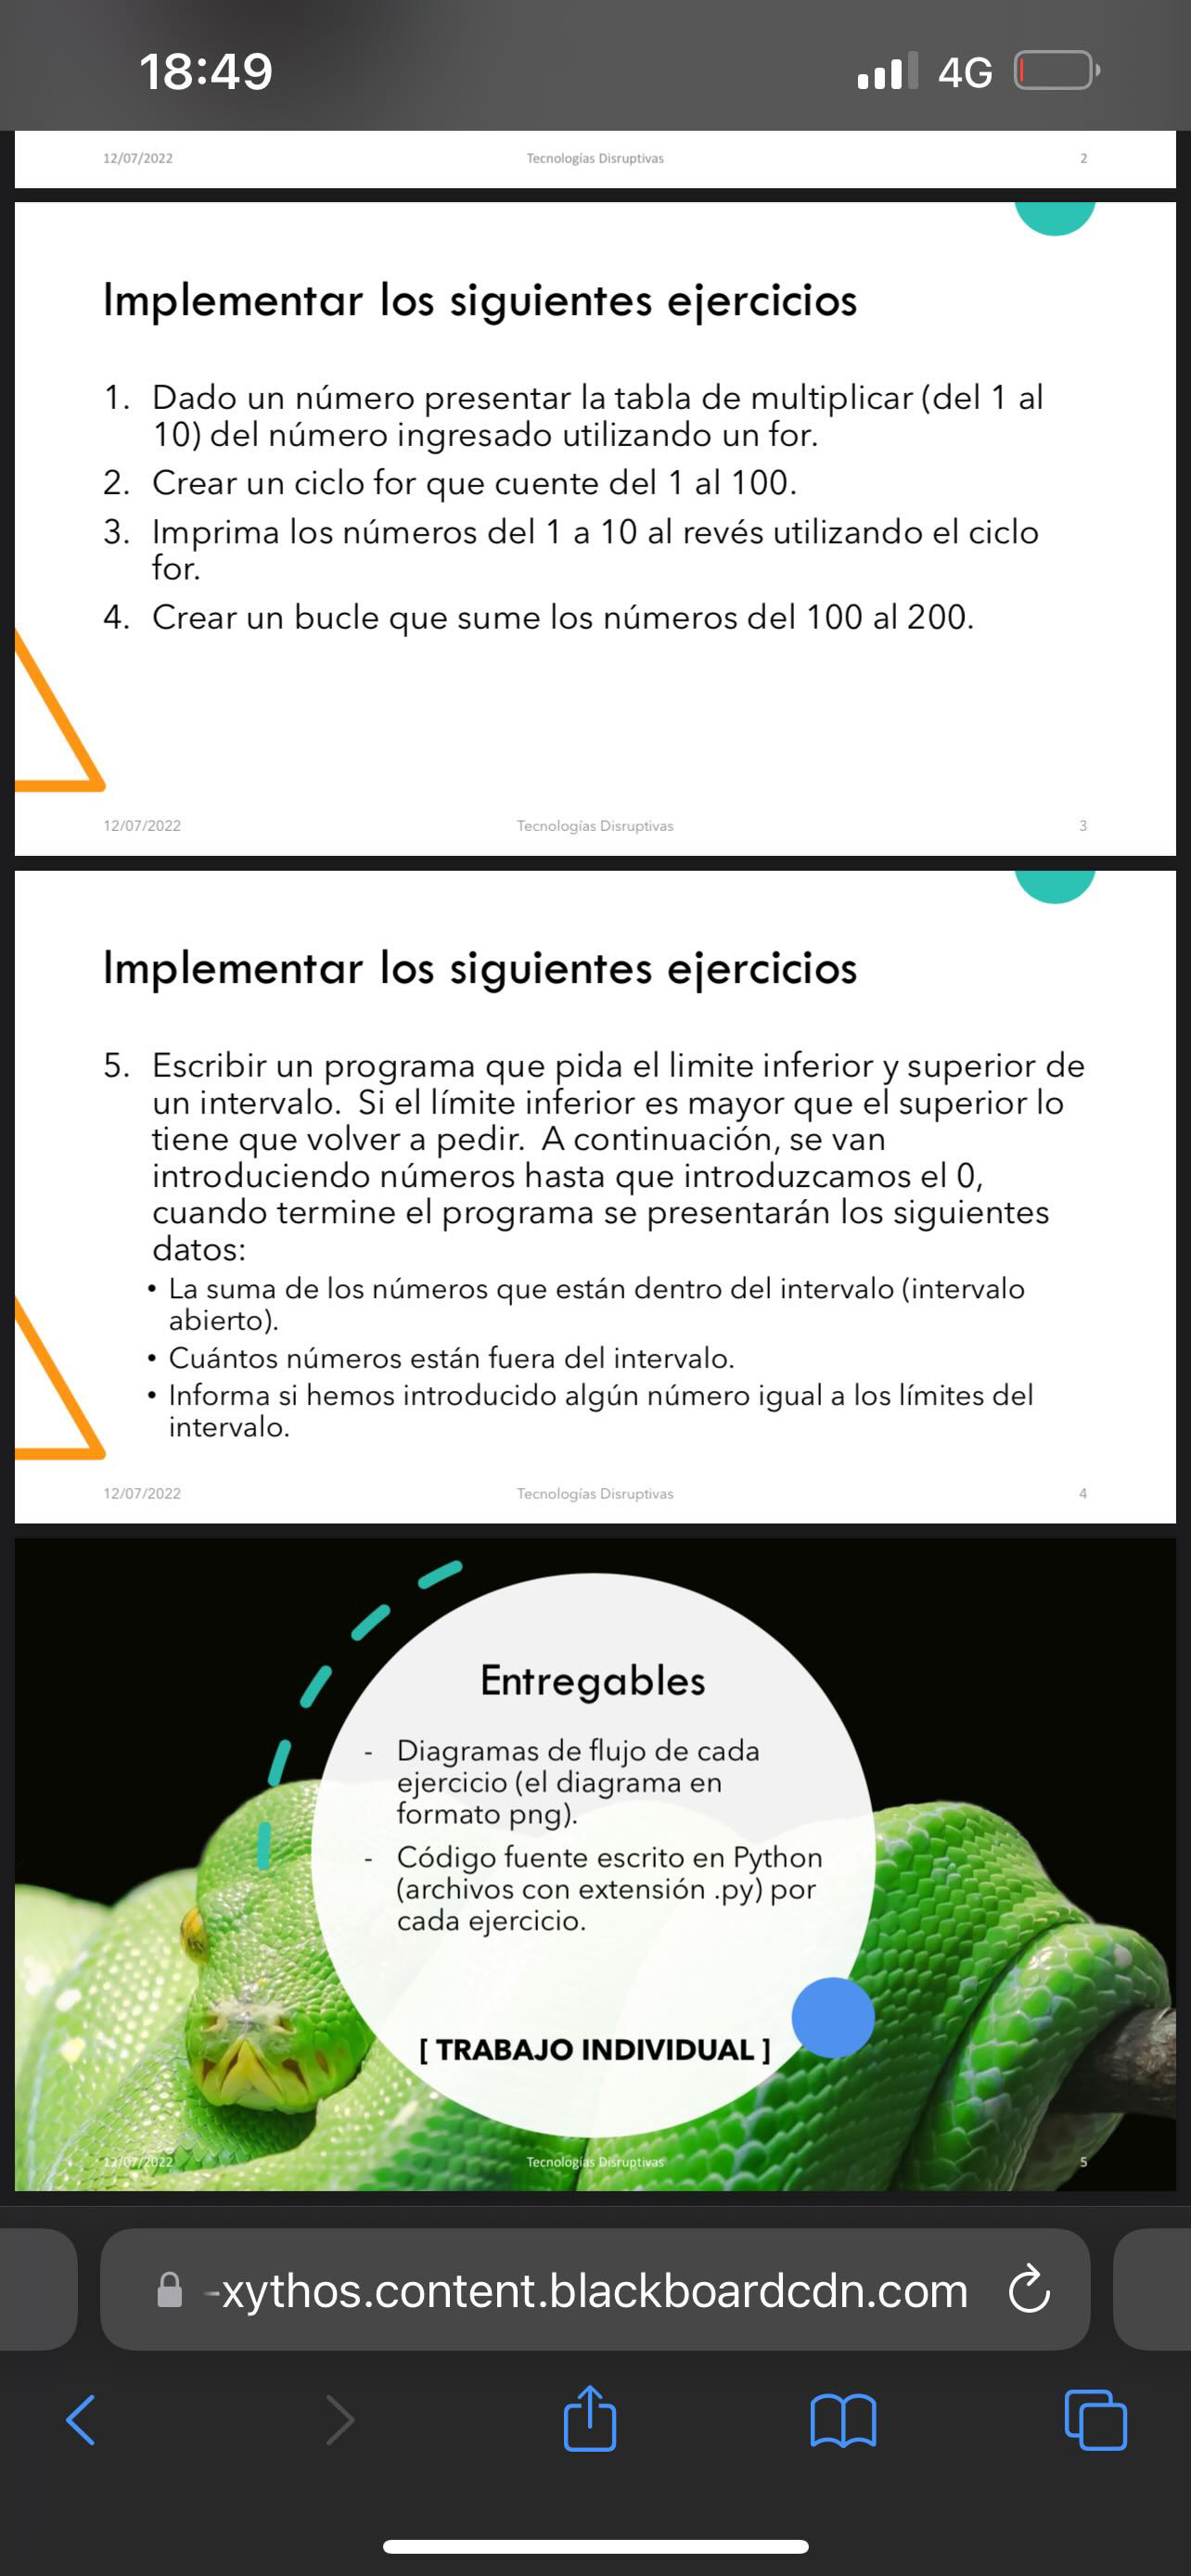 18:49
4G
12/07/2022 Tecnologías Disruptivas 2
Implementar los siguientes ejercicios
1. Dado un número presentar la tabla de multiplicar (del 1 al
10) del número ingresado utilizando un for.
2. Crear un ciclo for que cuente del 1 al 100.
3. Imprima los números del 1 a 10 al revés utilizando el ciclo
for.
4. Crear un bucle que sume los números del 100 al 200.
12/07/2022 Tecnologías Disruptivas 3
Implementar los siguientes ejercicios
5. Escribir un programa que pida el limite inferior y superior de
un intervalo. Si el límite inferior es mayor que el superior lo
tiene que volver a pedir. A continuación, se van
introduciendo números hasta que introduzcamos el 0,
cuando termine el programa se presentarán los siguientes
datos:
• La suma de los números que están dentro del intervalo (intervalo
abierto).
• Cuántos números están fuera del intervalo.
• Informa si hemos introducido algún número igual a los límites del
intervalo.
12/07/2022 Tecnologías Disruptivas 4
Entregables
- Diagramas de flujo de cada
ejercicio (el diagrama en
formato png).
- Código fuente escrito en Python
(archivos con extensión .py) por
cada ejercicio.
[ TRABAJO INDIVIDUAL ]
12/07/2022 Tecnologías Disruptivas 5
-xythos.content.blackboardcdn.com